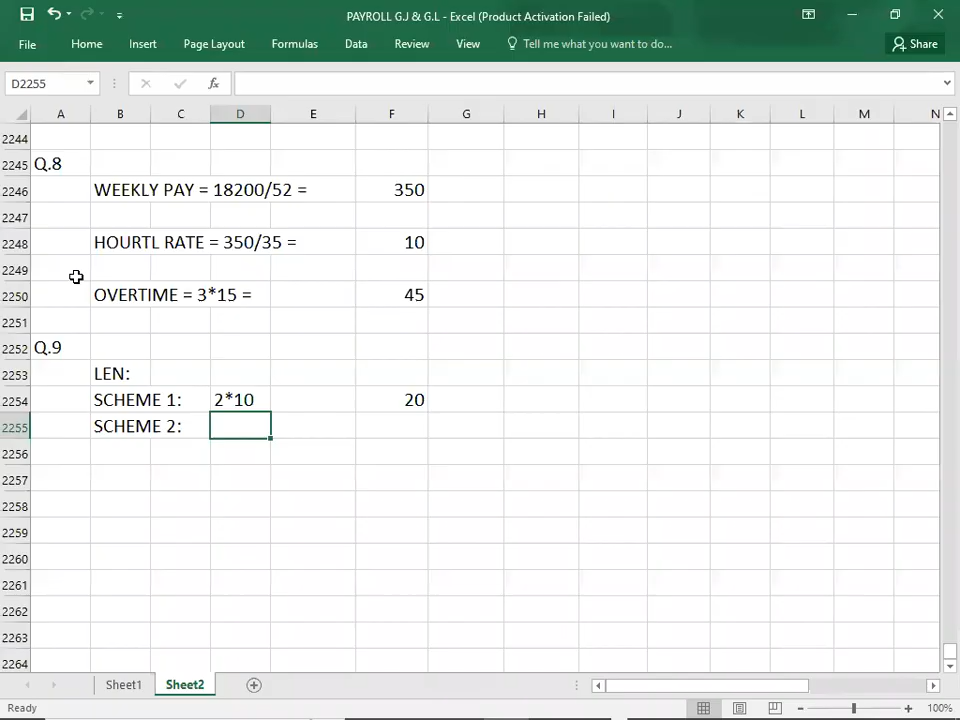 PAYROLL G.J & G.L - Excel (Product Activation Failed)
File Home Insert Page Layout Formulas Data Review View Tell me what you want to do... Share
D2255 fx
A B C D E F G H I J K L M N
2244
2245 Q.8
2246 WEEKLY PAY = 18200/52 = 350
2247
2248 HOURTL RATE = 350/35 = 10
2249
2250 OVERTIME = 3*15 = 45
2251
2252 Q.9
2253 LEN:
2254 SCHEME 1: 2*10 20
2255 SCHEME 2:
2256
2257
2258
2259
2260
2261
2262
2263
2264
Sheet1 Sheet2
Ready 100%